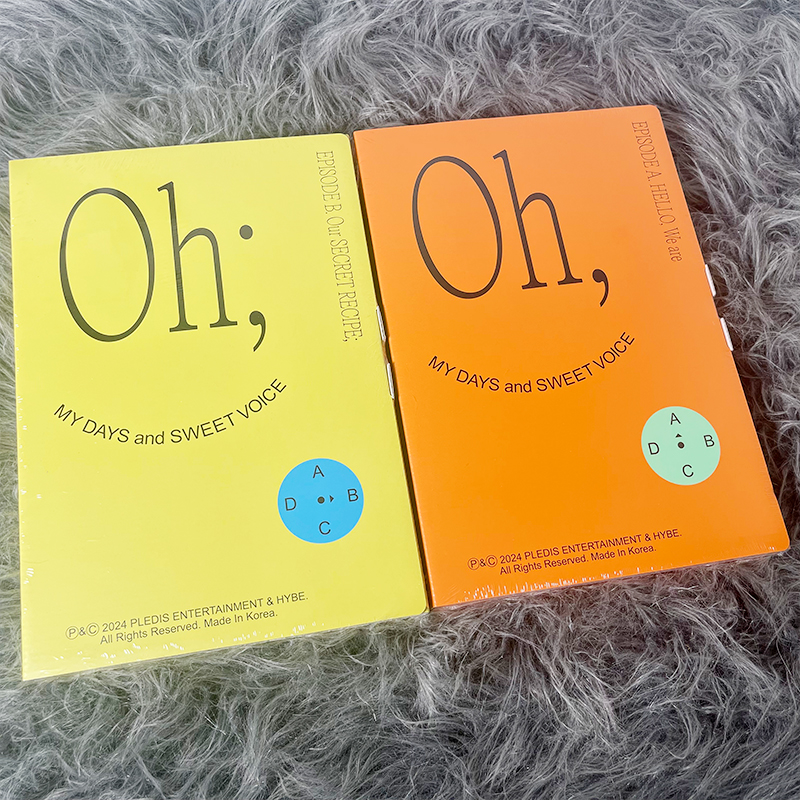 Oh;
EPISODE B. Our SECRET RECIPE;
MY DAYS and SWEET VOICE
A
B
C
D
Ⓟ&Ⓒ 2024 PLEDIS ENTERTAINMENT & HYBE.
All Rights Reserved. Made In Korea.
Oh,
EPISODE A. HELLO, We are
MY DAYS and SWEET VOICE
A
B
C
D
Ⓟ&Ⓒ 2024 PLEDIS ENTERTAINMENT & HYBE.
All Rights Reserved. Made In Korea.